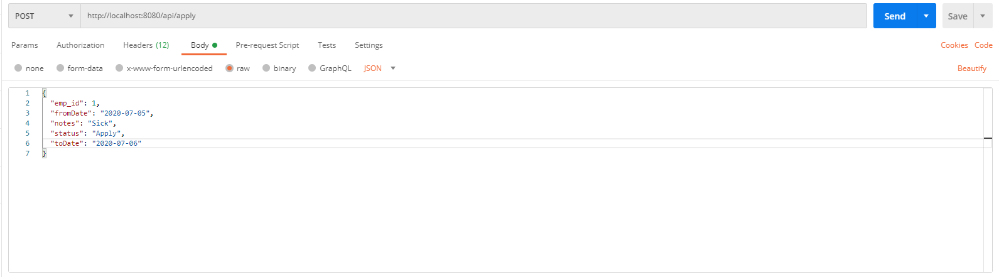 POST http://localhost:8080/api/apply Send Save
Params Authorization Headers (12) Body Pre-request Script Tests Settings Cookies Code
none form-data x-www-form-urlencoded raw binary GraphQL JSON Beautify
1 {
2 "emp_id": 1,
3 "fromDate": "2020-07-05",
4 "notes": "Sick",
5 "status": "Apply",
6 "toDate": "2020-07-06"
7 }